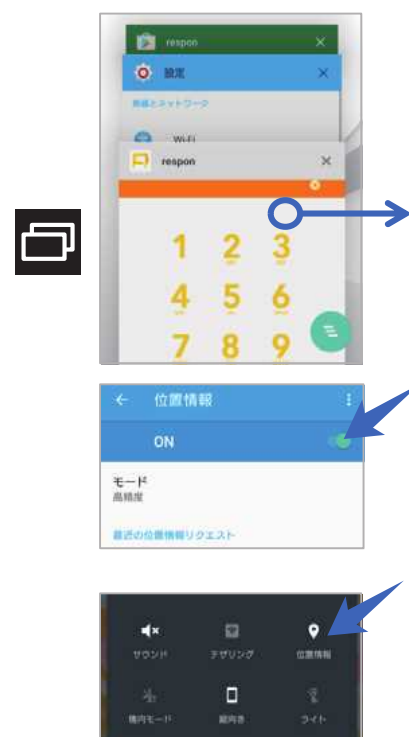 respon
設定
無線とネットワーク
Wi-Fi
respon
1 2 3
4 5 6
7 8 9
位置情報
ON
モード
高精度
最近の位置情報リクエスト
サウンド テザリング 位置情報
機内モード 縦向き ライト